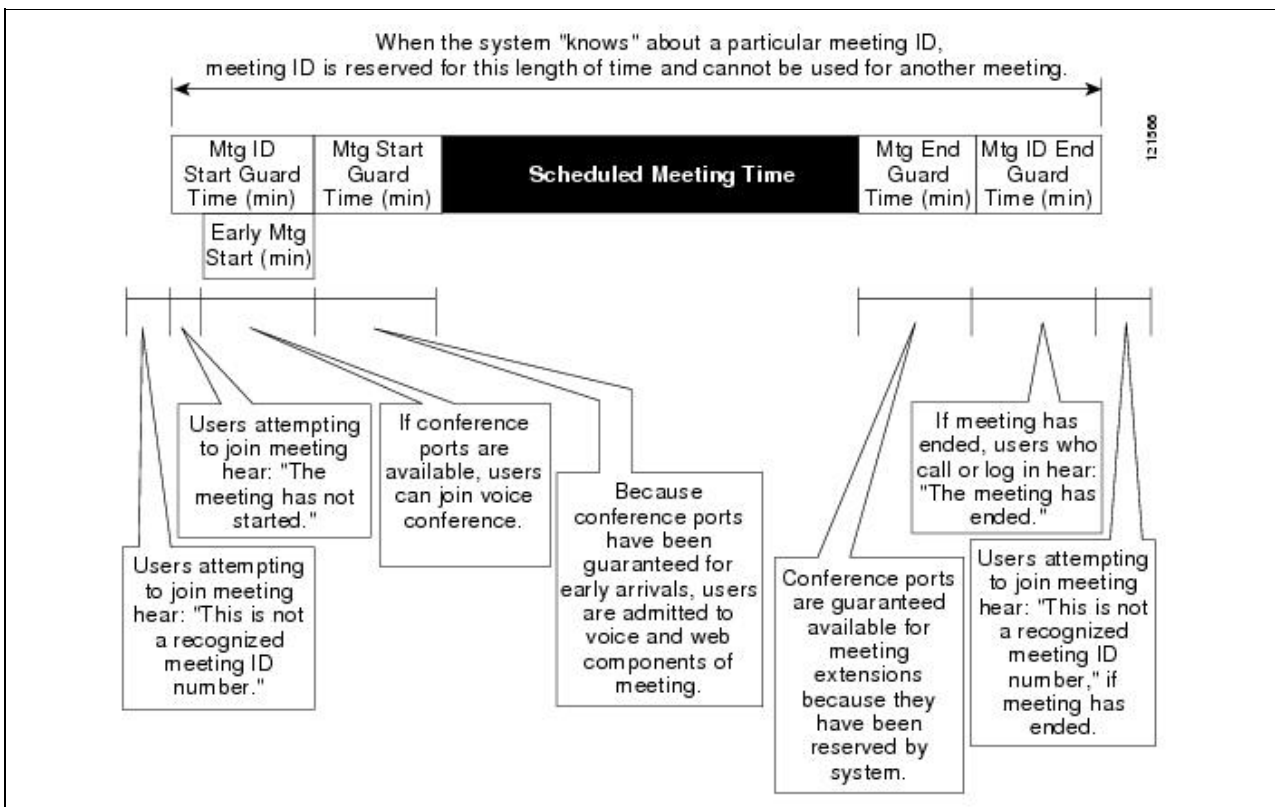 When the system "knows" about a particular meeting ID,
meeting ID is reserved for this length of time and cannot be used for another meeting.
121566
Mtg ID
Start Guard
Time (min)
Mtg Start
Guard
Time (min)
Scheduled Meeting Time
Mtg End
Guard
Time (min)
Mtg ID End
Guard
Time (min)
Early Mtg
Start (min)
Users attempting
to join meeting
hear: "This is not
a recognized
meeting ID
number."
Users attempting
to join meeting
hear: "The
meeting has not
started."
If conference
ports are
available, users
can join voice
conference.
Because
conference ports
have been
guaranteed for
early arrivals, users
are admitted to
voice and web
components of
meeting.
Conference ports
are guaranteed
available for
meeting
extensions
because they
have been
reserved by
system.
If meeting has
ended, users who
call or log in hear:
"The meeting has
ended."
Users attempting
to join meeting
hear: "This is not
a recognized
meeting ID
number," if
meeting has
ended.